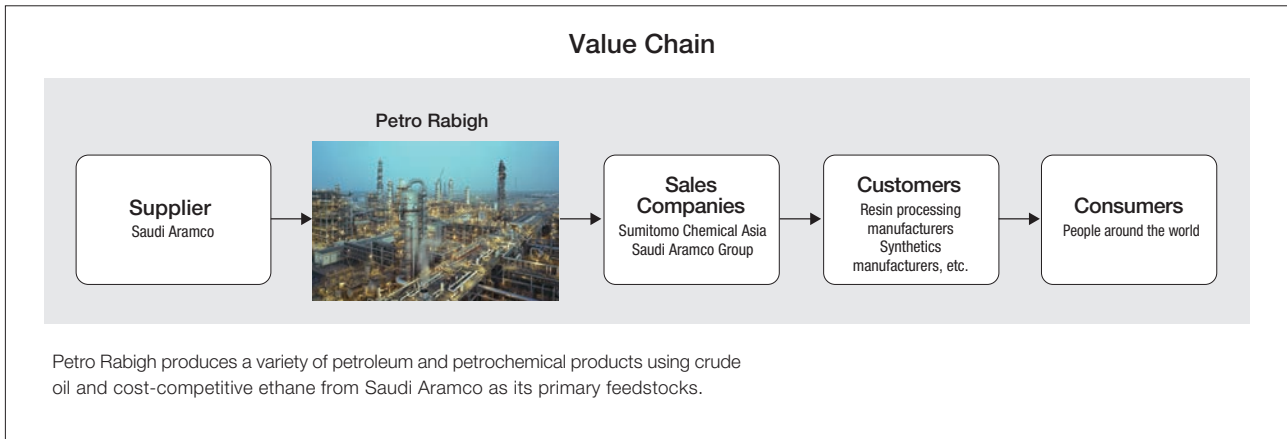 Value Chain
Petro Rabigh
Supplier
Saudi Aramco
Sales
Companies
Sumitomo Chemical Asia
Saudi Aramco Group
Customers
Resin processing
manufacturers
Synthetics
manufacturers, etc.
Consumers
People around the world
Petro Rabigh produces a variety of petroleum and petrochemical products using crude
oil and cost-competitive ethane from Saudi Aramco as its primary feedstocks.